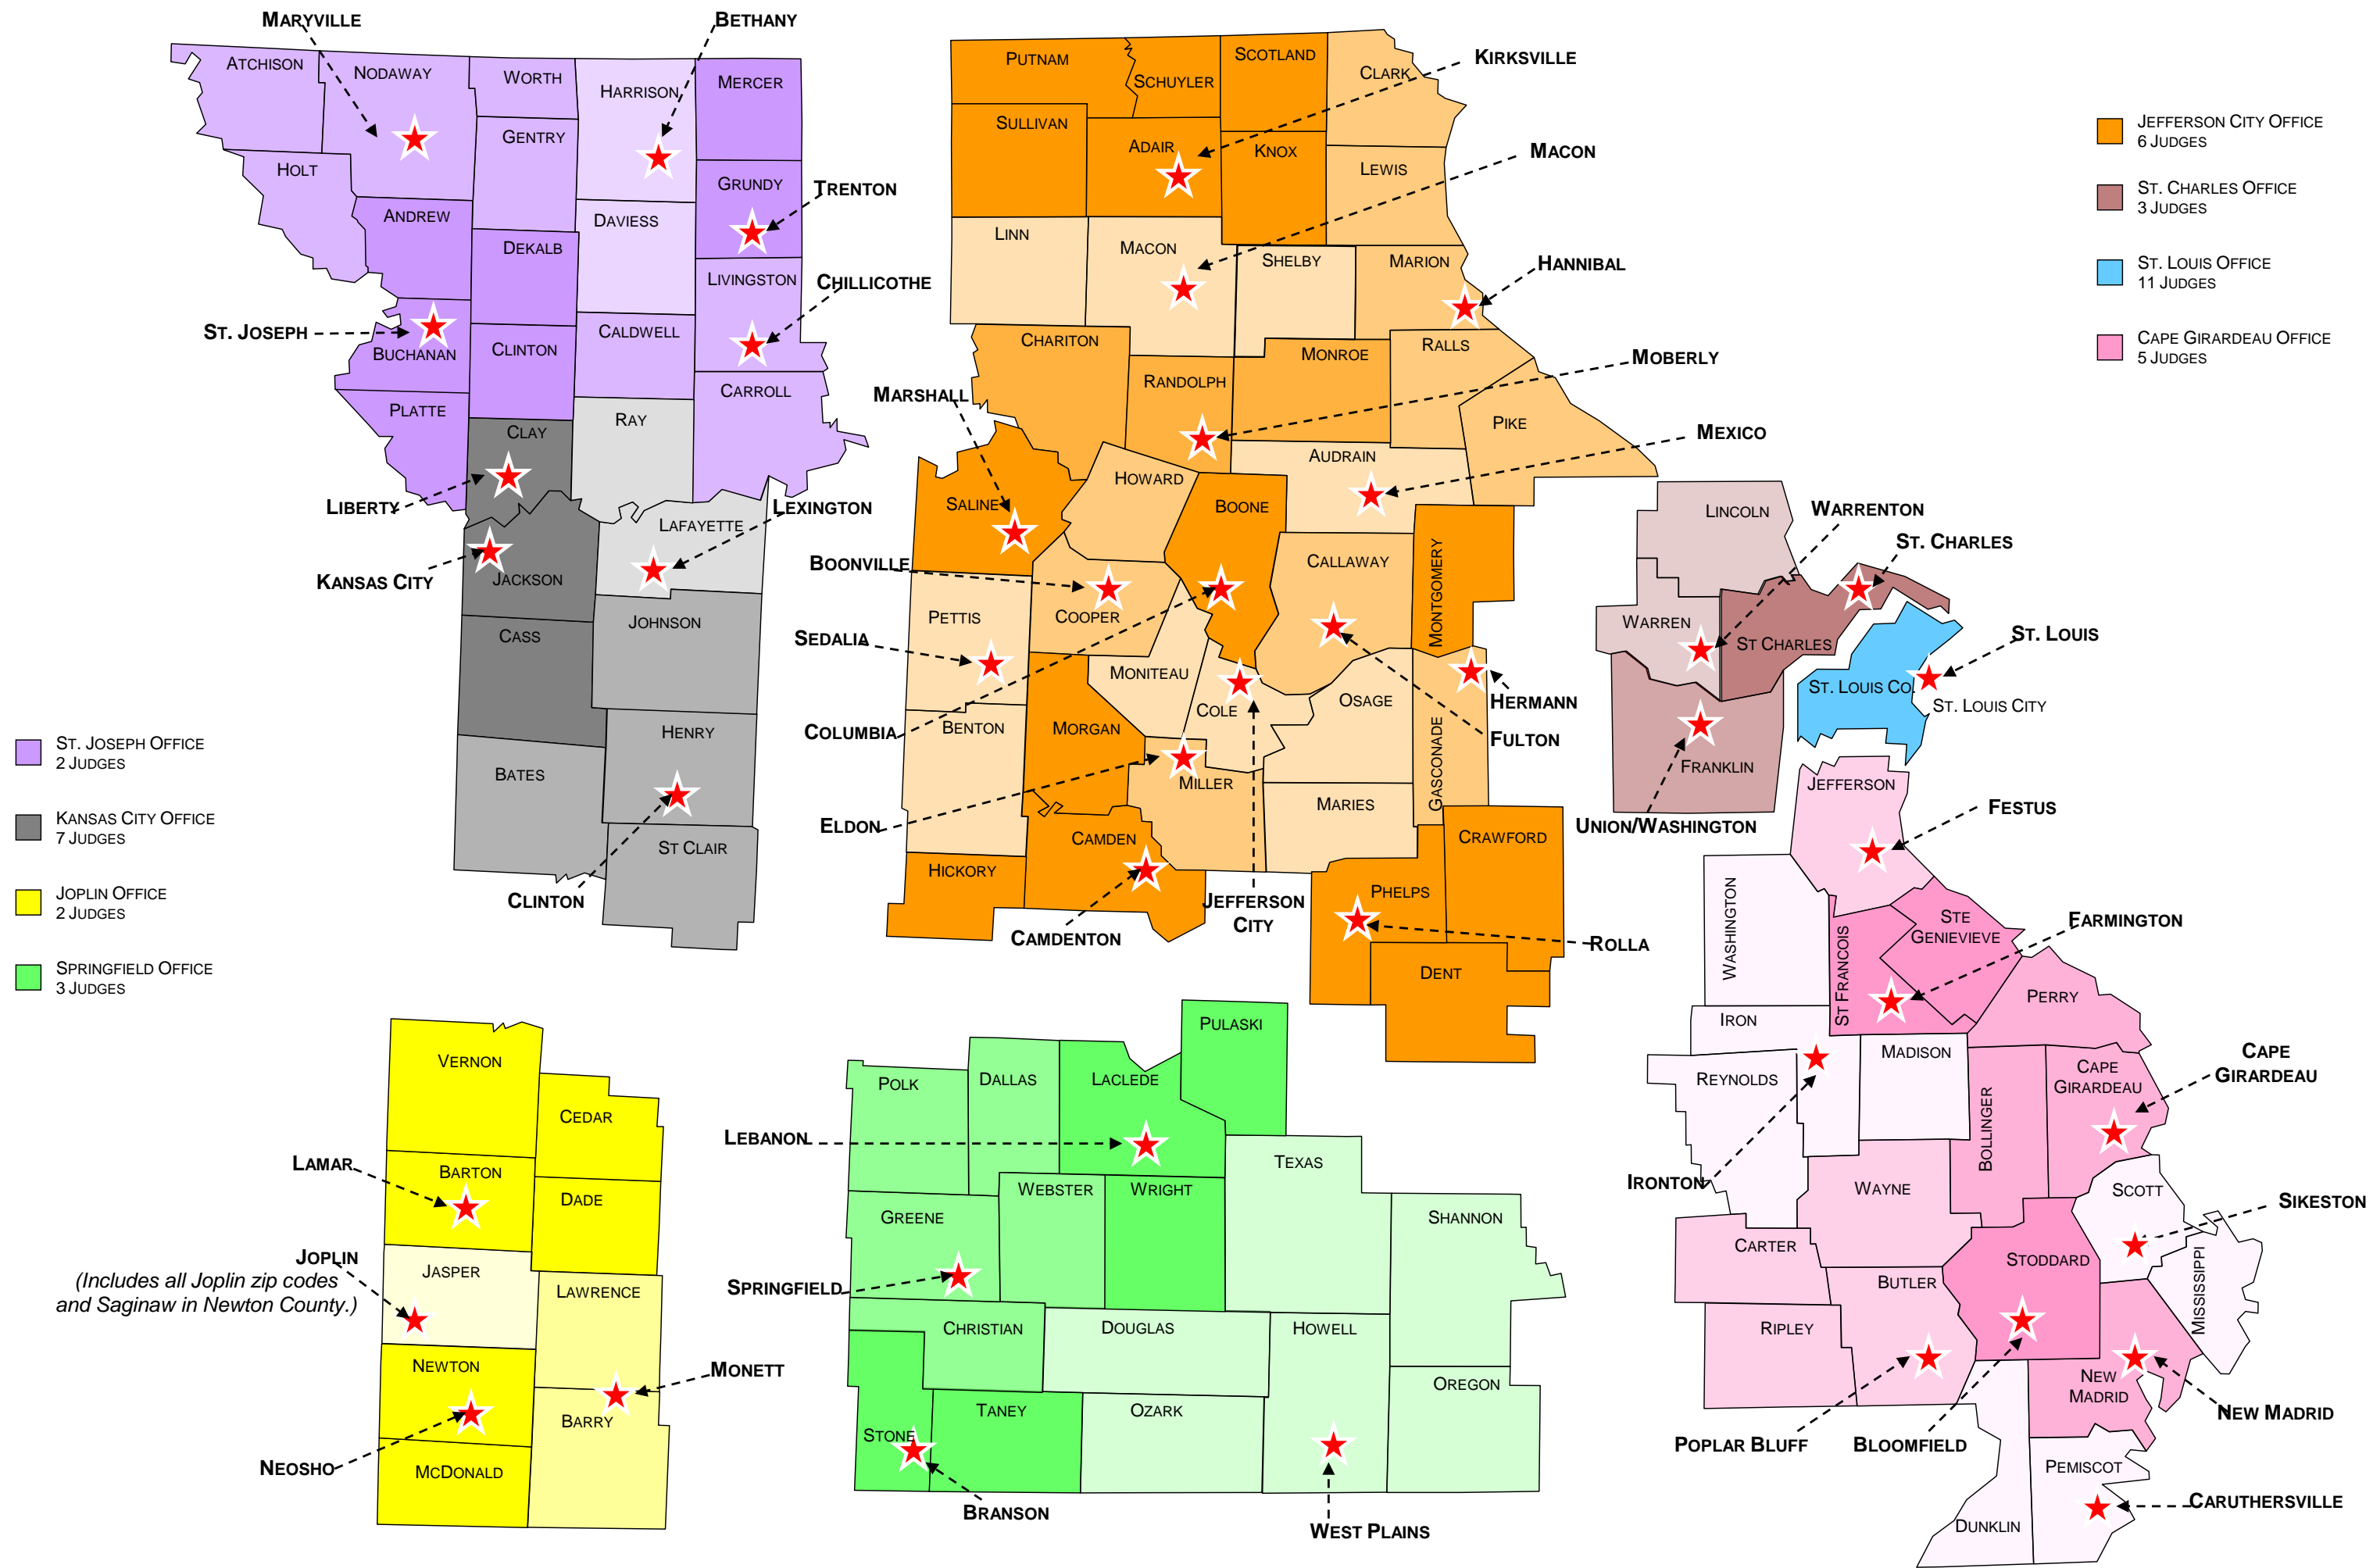 MARYVILLE
BETHANY
ATCHISON
NODAWAY
WORTH
HARRISON
MERCER
GENTRY
HOLT
GRUNDY
TRENTON
ANDREW
DAVIESS
DEKALB
LIVINGSTON
CHILLICOTHE
ST. JOSEPH
BUCHANAN
CLINTON
CALDWELL
CARROLL
PLATTE
CLAY
RAY
LIBERTY
LEXINGTON
LAFAYETTE
KANSAS CITY
JACKSON
CASS
JOHNSON
HENRY
BATES
ST CLAIR
CLINTON
ST. JOSEPH OFFICE
2 JUDGES
KANSAS CITY OFFICE
7 JUDGES
JOPLIN OFFICE
2 JUDGES
SPRINGFIELD OFFICE
3 JUDGES
PUTNAM
SCHUYLER
SCOTLAND
CLARK
KIRKSVILLE
SULLIVAN
ADAIR
KNOX
LEWIS
MACON
LINN
MACON
SHELBY
MARION
HANNIBAL
CHARITON
RANDOLPH
MONROE
RALLS
MOBERLY
MARSHALL
PIKE
MEXICO
AUDRAIN
HOWARD
SALINE
BOONE
BOONVILLE
CALLAWAY
MONTGOMERY
COOPER
PETTIS
SEDALIA
MONITEAU
COLE
OSAGE
HERMANN
COLUMBIA
BENTON
MORGAN
FULTON
GASCONADE
MILLER
MARIES
ELDON
CAMDEN
CRAWFORD
HICKORY
PHELPS
JEFFERSON
CITY
CAMDENTON
ROLLA
DENT
JEFFERSON CITY OFFICE
6 JUDGES
ST. CHARLES OFFICE
3 JUDGES
ST. LOUIS OFFICE
11 JUDGES
CAPE GIRARDEAU OFFICE
5 JUDGES
LINCOLN
WARRENTON
ST. CHARLES
WARREN
ST CHARLES
ST. LOUIS
ST. LOUIS CO.
ST. LOUIS CITY
FRANKLIN
UNION/WASHINGTON
JEFFERSON
FESTUS
WASHINGTON
STE
GENIEVIEVE
FARMINGTON
ST FRANCOIS
PERRY
IRON
MADISON
REYNOLDS
CAPE
GIRARDEAU
CAPE
GIRARDEAU
BOLLINGER
IRONTON
WAYNE
SCOTT
SIKESTON
CARTER
STODDARD
MISSISSIPPI
BUTLER
RIPLEY
NEW
MADRID
NEW MADRID
POPLAR BLUFF
BLOOMFIELD
PEMISCOT
CARUTHERSVILLE
DUNKLIN
VERNON
CEDAR
LAMAR
BARTON
DADE
JOPLIN
(Includes all Joplin zip codes
and Saginaw in Newton County.)
JASPER
LAWRENCE
NEWTON
MONETT
BARRY
NEOSHO
MCDONALD
PULASKI
POLK
DALLAS
LACLEDE
LEBANON
TEXAS
WEBSTER
WRIGHT
GREENE
SHANNON
SPRINGFIELD
CHRISTIAN
DOUGLAS
HOWELL
OREGON
STONE
TANEY
OZARK
BRANSON
WEST PLAINS